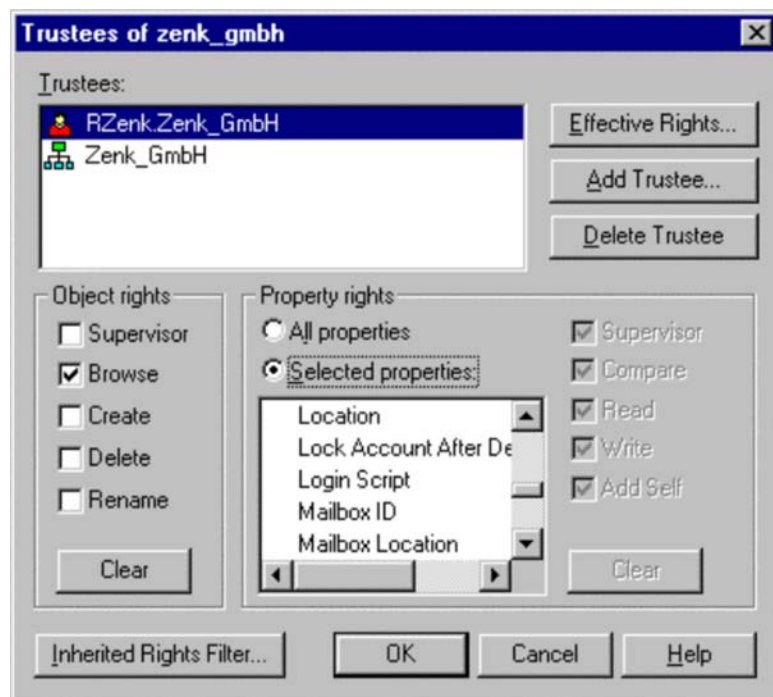 Trustees of zenk_gmbh
Trustees:
RZenk.Zenk_GmbH
Zenk_GmbH
Effective Rights...
Add Trustee...
Delete Trustee
Object rights
Supervisor
Browse
Create
Delete
Rename
Clear
Property rights
All properties
Selected properties:
Location
Lock Account After De
Login Script
Mailbox ID
Mailbox Location
Supervisor
Compare
Read
Write
Add Self
Clear
Inherited Rights Filter...
OK
Cancel
Help